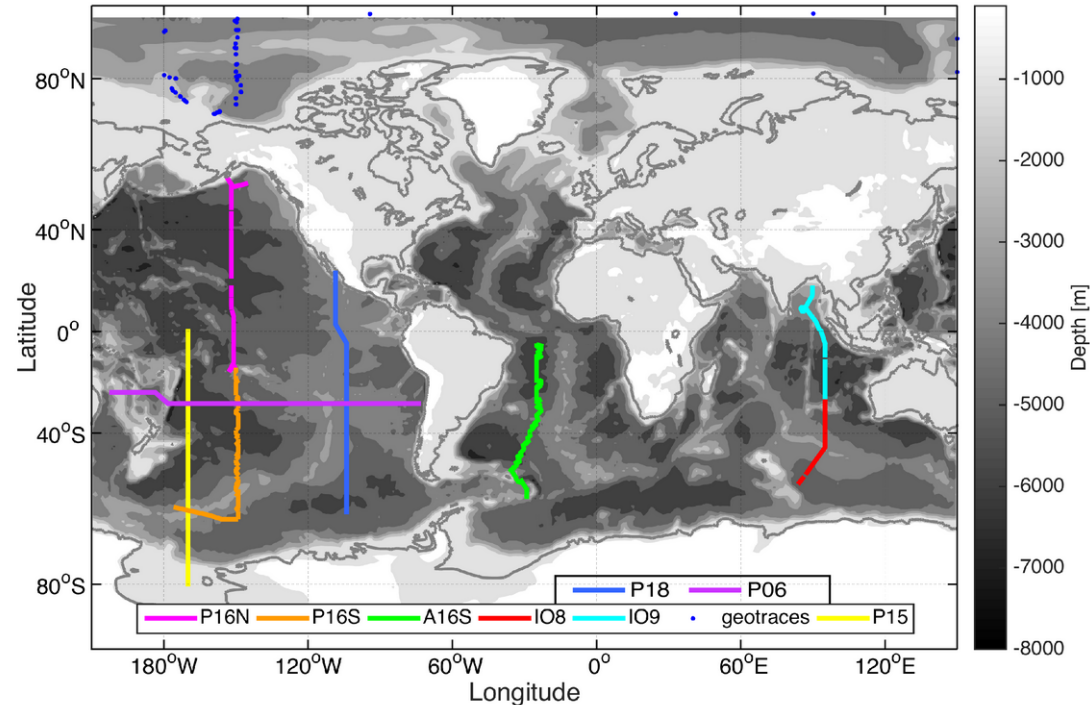 80°N
40°N
0°
40°S
80°S
Latitude
180°W 120°W 60°W 0° 60°E 120°E
Longitude
P18 P06
P16N P16S A16S IO8 IO9 geotraces P15
-1000
-2000
-3000
-4000
-5000
-6000
-7000
-8000
Depth [m]